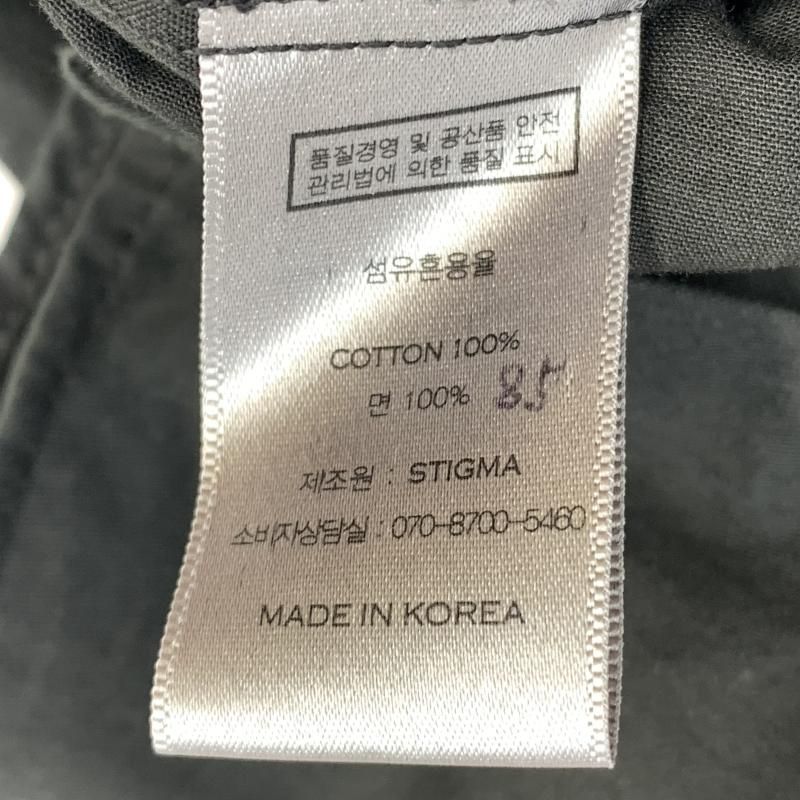 품질경영 및 공산품 안전
관리법에 의한 품질 표시
섬유혼용율
COTTON 100%
면 100% 85
제조원 : STIGMA
소비자상담실 : 070-8700-5460
MADE IN KOREA